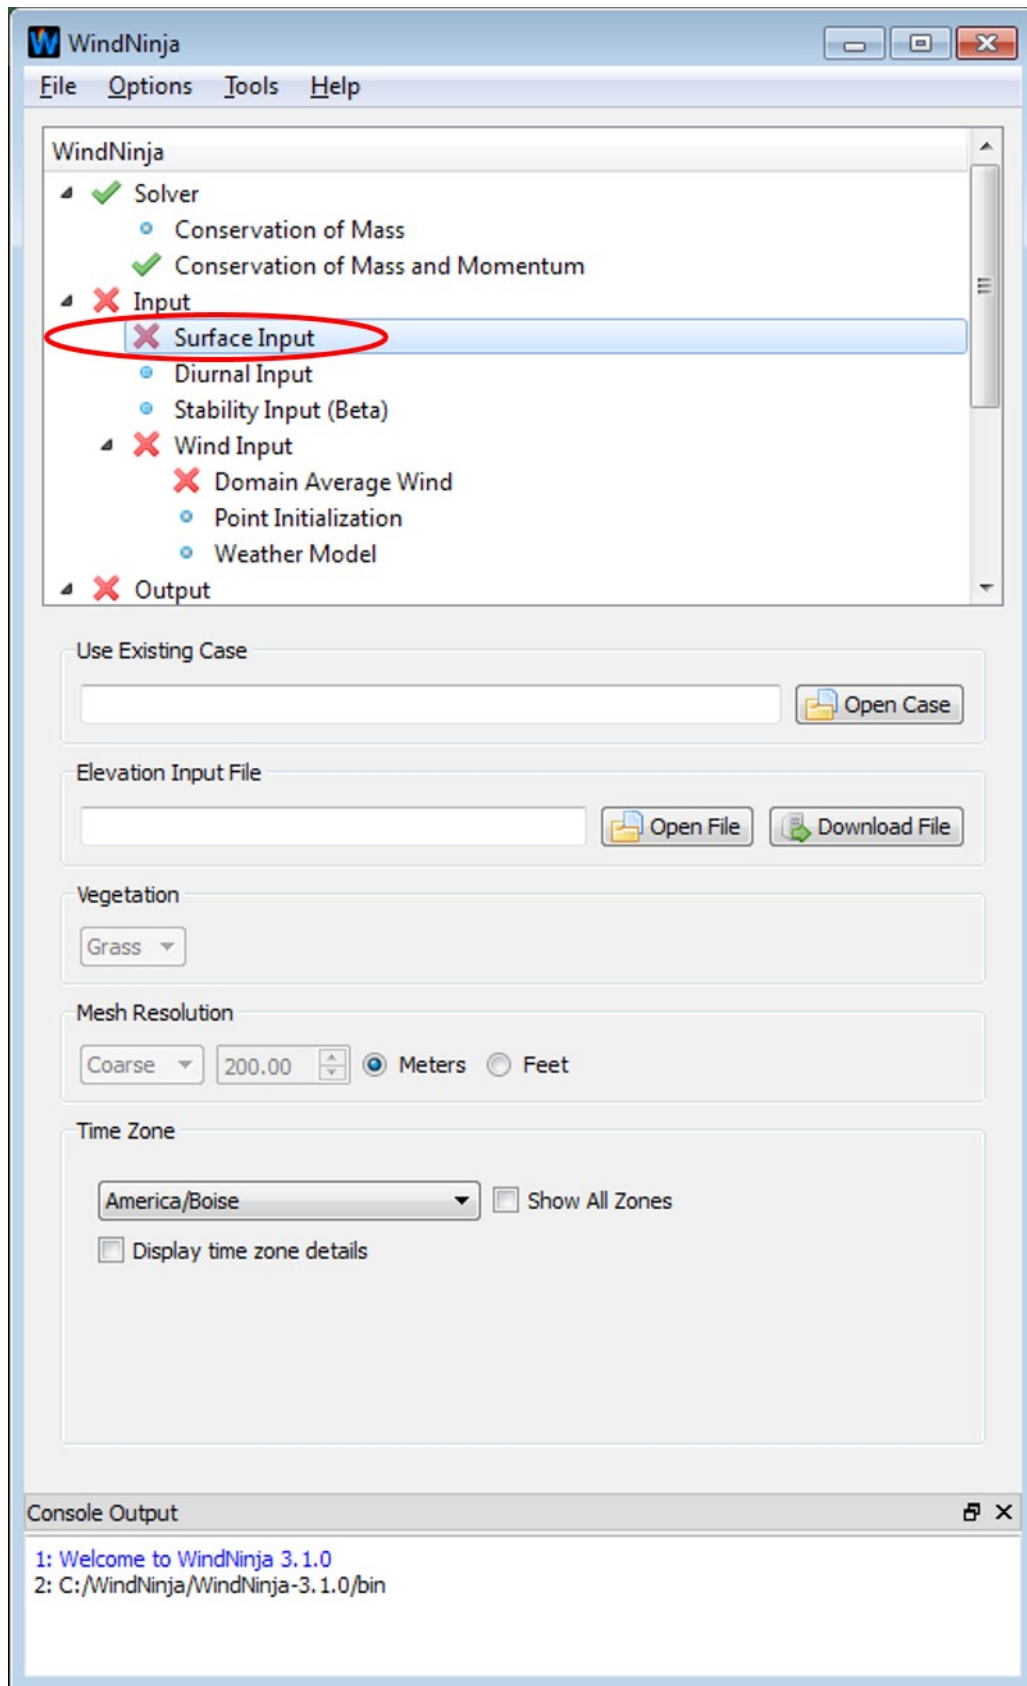 WindNinja
File Options Tools Help
WindNinja
Solver
Conservation of Mass
Conservation of Mass and Momentum
Input
Surface Input
Diurnal Input
Stability Input (Beta)
Wind Input
Domain Average Wind
Point Initialization
Weather Model
Output
Use Existing Case
Open Case
Elevation Input File
Open File Download File
Vegetation
Grass
Mesh Resolution
Coarse 200.00 Meters Feet
Time Zone
America/Boise Show All Zones
Display time zone details
Console Output
1: Welcome to WindNinja 3.1.0
2: C:/WindNinja/WindNinja-3.1.0/bin